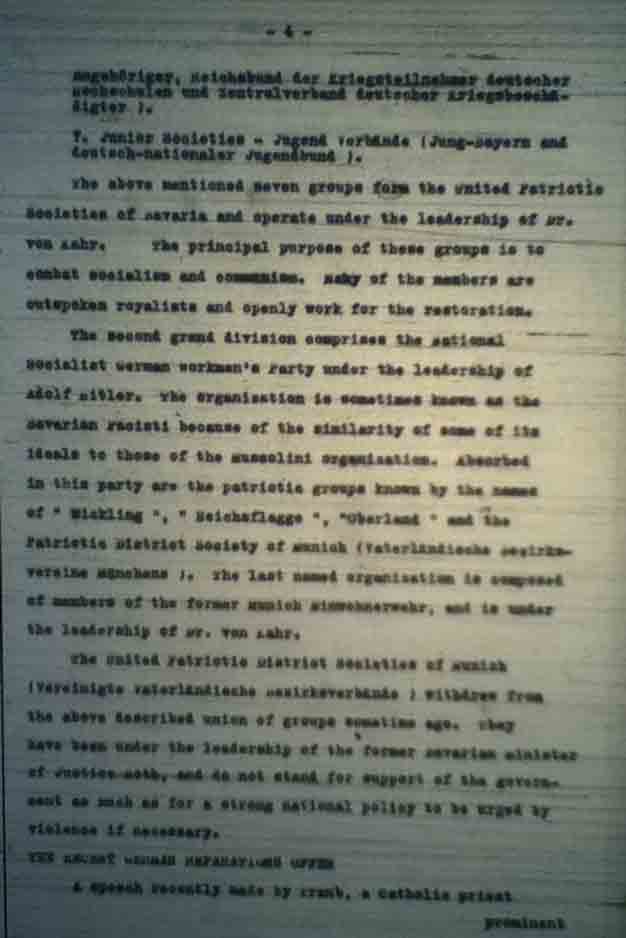 - 4 -
Angehöriger, Reichsbund der Kriegsteilnehmer deutscher
Hochschulen und Zentralverband deutscher Kriegsbeschä-
digter ).
7. Junior Societies - Jugend Verbände (Jung-Bayern and
deutsch-nationaler Jugendbund ).
The above mentioned seven groups form the United Patriotic
Societies of Bavaria and operate under the leadership of Dr.
von Kahr. The principal purpose of these groups is to
combat socialism and communism. Many of the members are
outspoken royalists and openly work for the restoration.
The second grand division comprises the National
Socialist German Workman's Party under the leadership of
Adolf Hitler. The organization is sometimes known as the
Bavarian Facisti because of the similarity of some of its
ideals to those of the Mussolini organization. Absorbed
in this party are the patriotic groups known by the names
of " Wickling ", " Reichsflagge ", "Oberland " and the
Patriotic District Society of Munich (Vaterländische Bezirks-
vereine Münchens ). The last named organization is composed
of members of the former Munich Einwohnerwehr, and is under
the leadership of Dr. von Kahr.
The United Patriotic District Societies of Munich
(Vereinigte Vaterländische Bezirksverbände ) withdrew from
the above described union of groups sometime ago. They
have been under the leadership of the former Bavarian minister
of Justice Roth, and do not stand for support of the govern-
ment as such as for a strong national policy to be urged by
violence if necessary.
THE SECRET GERMAN REPARATIONS OFFER
A speech recently made by a Catholic priest
prominent